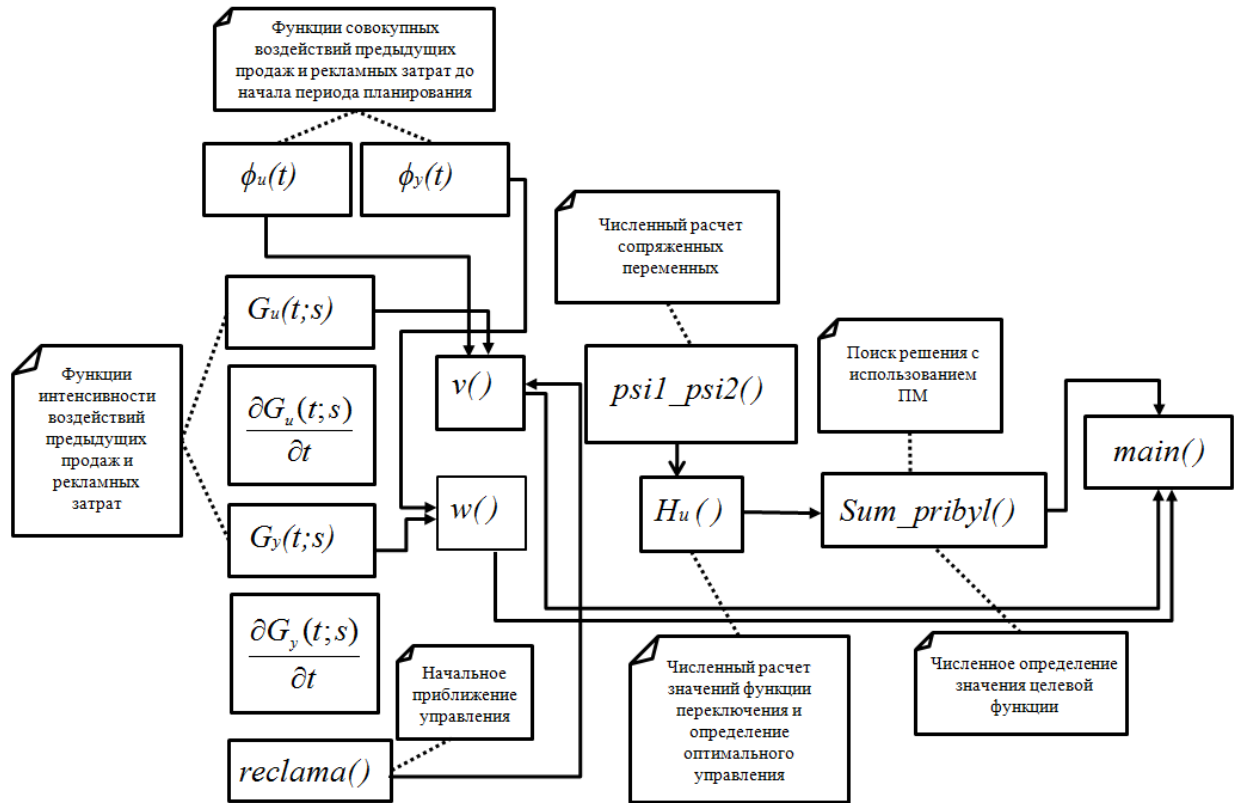 Функции совокупных
воздействий предыдущих
продаж и рекламных затрат до
начала периода планирования
ϕu(t)
ϕy(t)
Численный расчет
сопряженных
переменных
Gu(t;s)
Функции
интенсивности
воздействий
предыдущих
продаж и
рекламных
затрат
∂Gu(t;s)
∂t
v()
psi1_psi2()
Поиск решения с
использованием
ПМ
main()
Gy(t;s)
w()
Hu()
Sum_pribyl()
∂Gy(t;s)
∂t
Начальное
приближение
управления
Численный расчет
значений функции
переключения и
определение
оптимального
управления
Численное определение
значения целевой
функции
reclama()